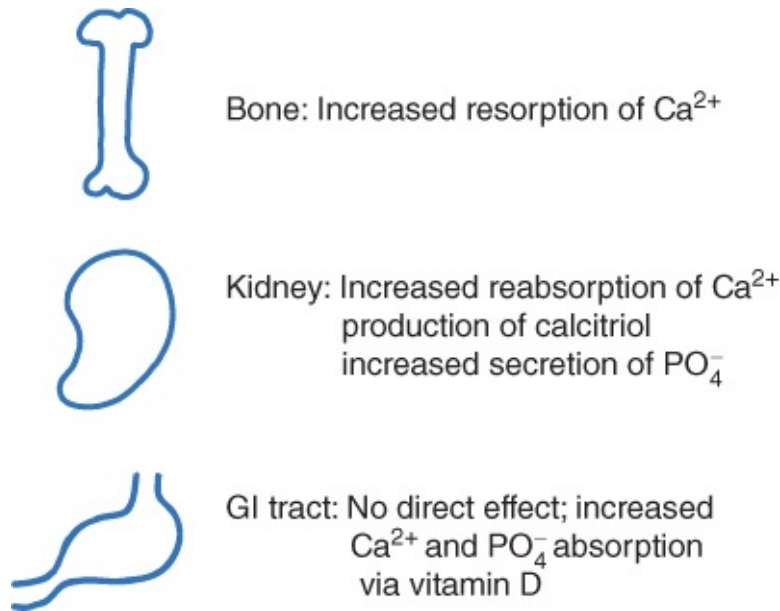 Bone: Increased resorption of Ca²⁺
Kidney: Increased reabsorption of Ca²⁺
production of calcitriol
increased secretion of PO₄⁻
GI tract: No direct effect; increased
Ca²⁺ and PO₄⁻ absorption
via vitamin D